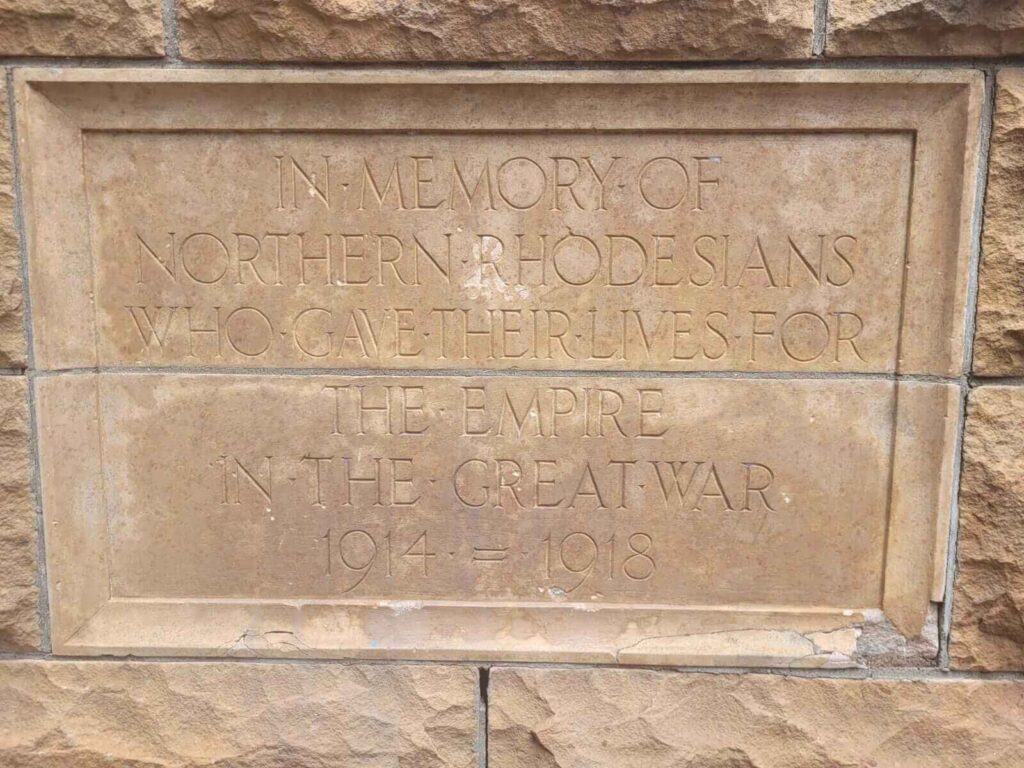 IN·MEMORY·OF
NORTHERN·RHODESIANS
WHO·GAVE·THEIR·LIVES·FOR
THE·EMPIRE
IN·THE·GREAT·WAR
1914·=·1918